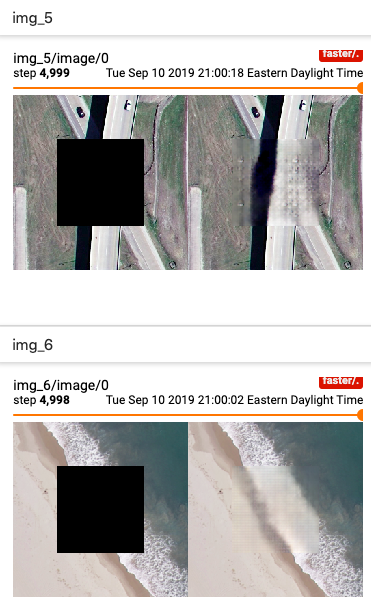 img_5
img_5/image/0
faster/.
step 4,999 Tue Sep 10 2019 21:00:18 Eastern Daylight Time
img_6
img_6/image/0
faster/.
step 4,998 Tue Sep 10 2019 21:00:02 Eastern Daylight Time